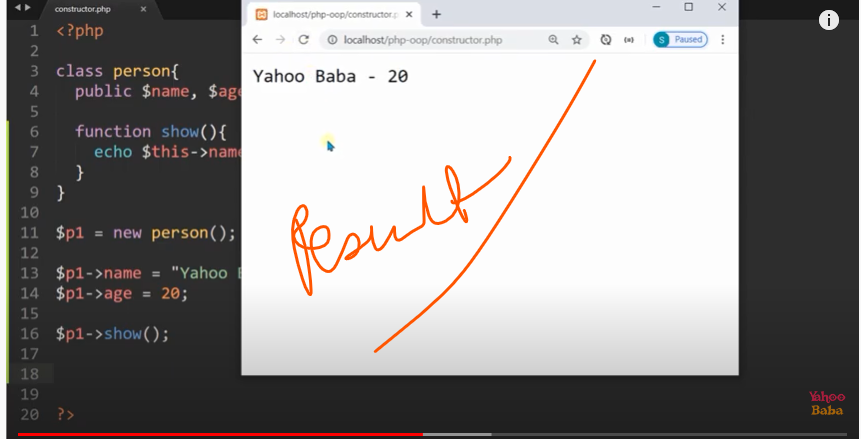 constructor.php
localhost/php-oop/constructor.p
localhost/php-oop/constructor.php
S Paused
Yahoo Baba - 20
Result
1 <?php
2
3 class person{
4 public $name, $age
5
6 function show(){
7 echo $this->name
8 }
9 }
10
11 $p1 = new person();
12
13 $p1->name = "Yahoo B
14 $p1->age = 20;
15
16 $p1->show();
17
18
19
20 ?>
Yahoo
Baba